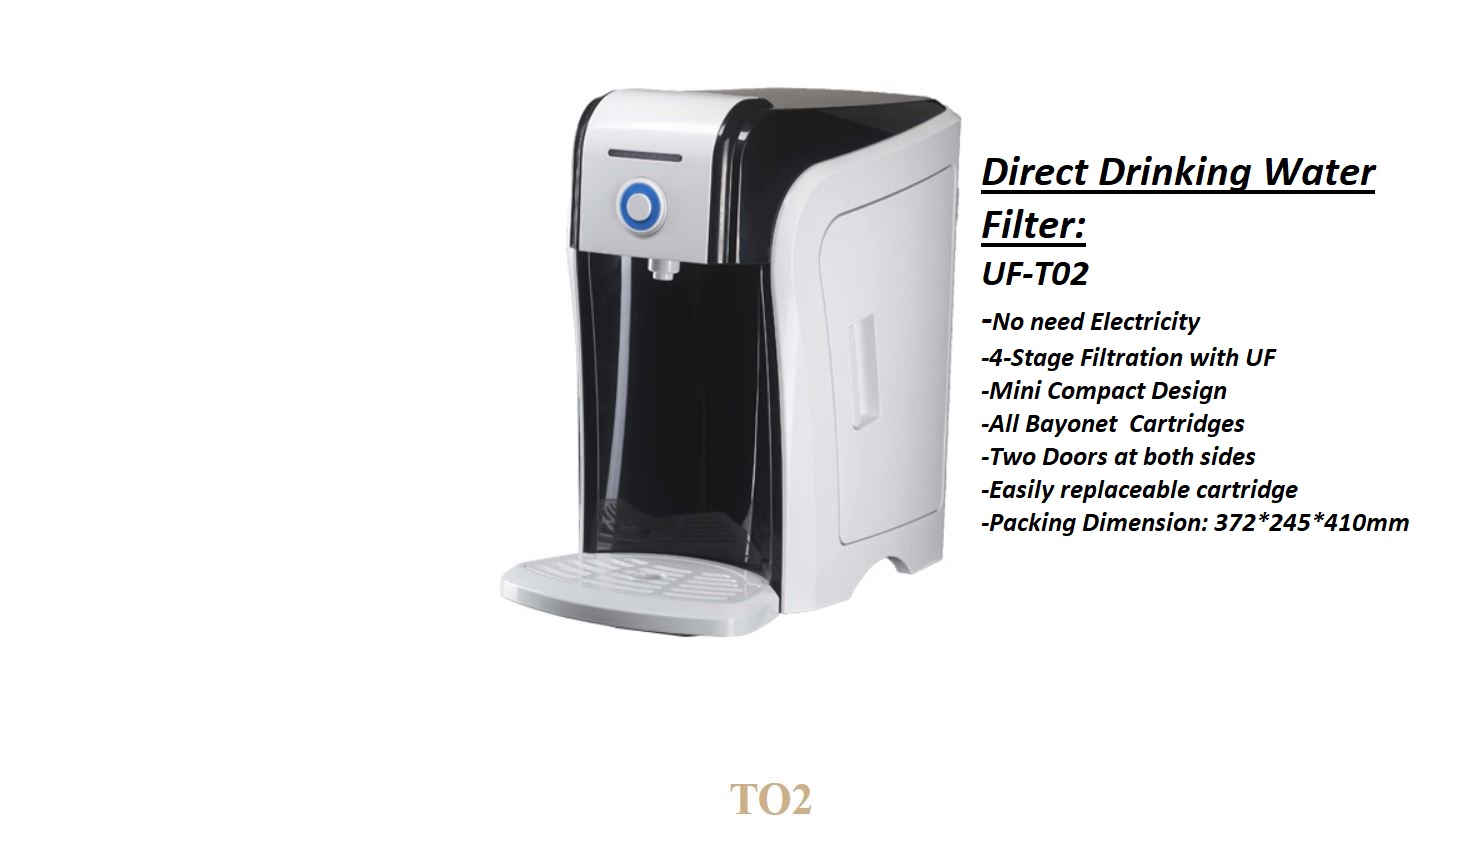 Direct Drinking Water
Filter:
UF-T02
-No need Electricity
-4-Stage Filtration with UF
-Mini Compact Design
-All Bayonet  Cartridges
-Two Doors at both sides
-Easily replaceable cartridge
-Packing Dimension: 372*245*410mm
TO2